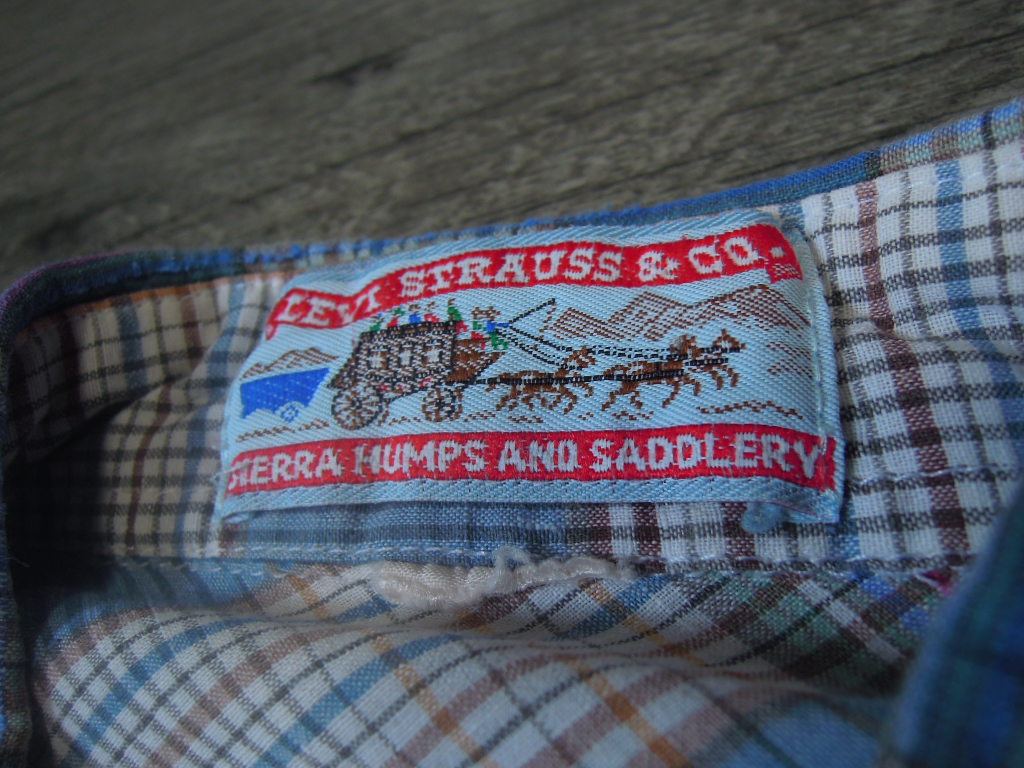 LEVI STRAUSS & CO.
SIERRA HUMPS AND SADDLERY